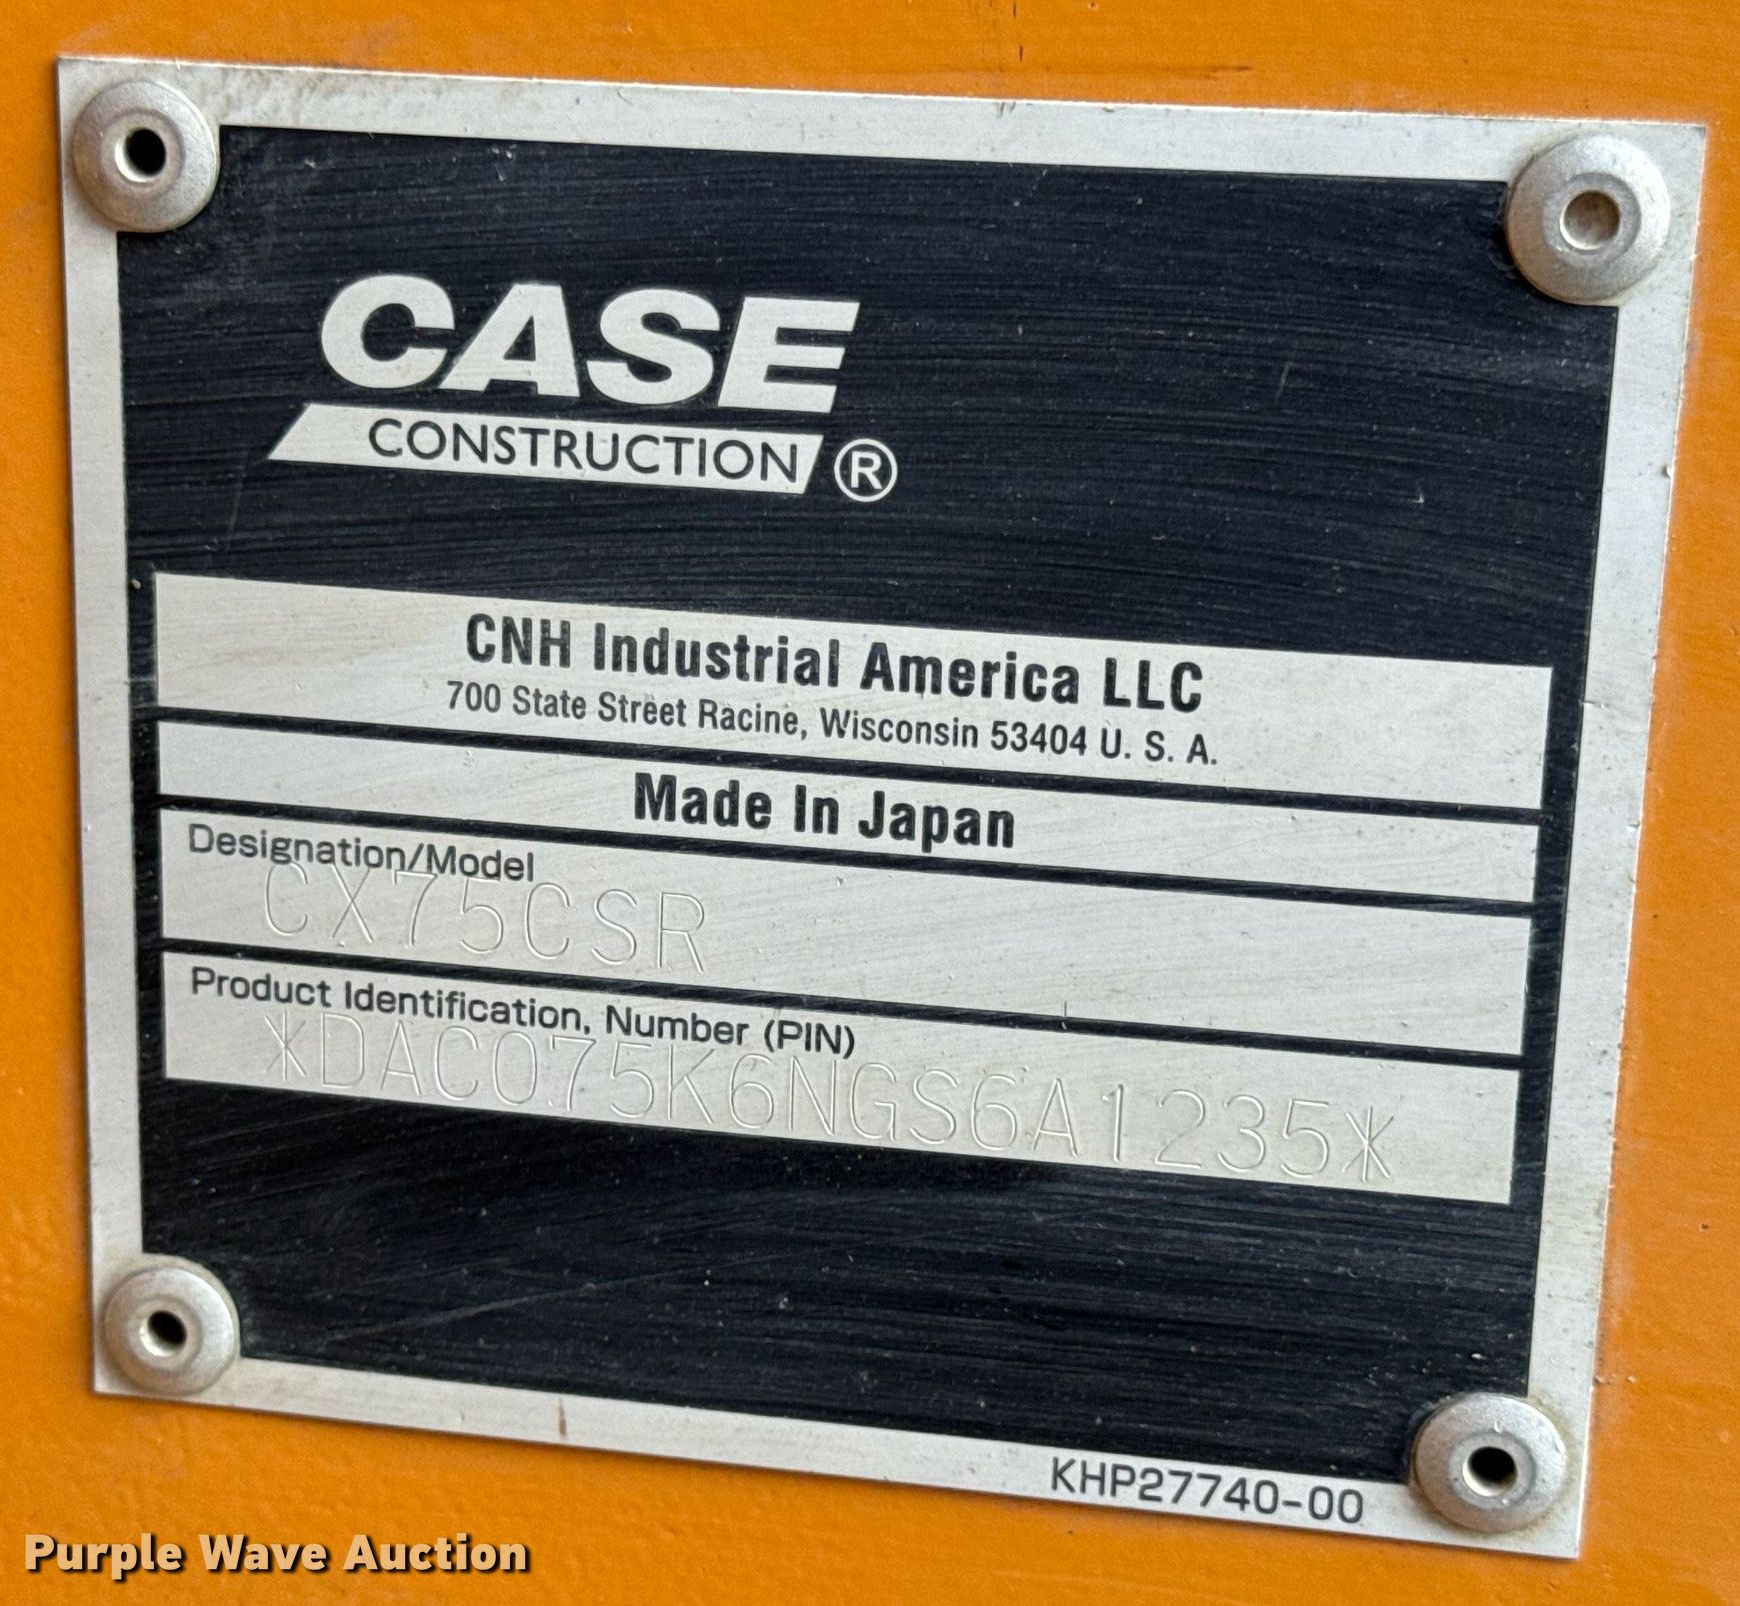 CASE
CONSTRUCTION ®
CNH Industrial America LLC
700 State Street Racine, Wisconsin 53404 U. S. A.
Made In Japan
Designation/Model
CX75CSR
Product Identification, Number (PIN)
*DAC075K6NGS6A1235*
KHP27740-00
Purple Wave Auction